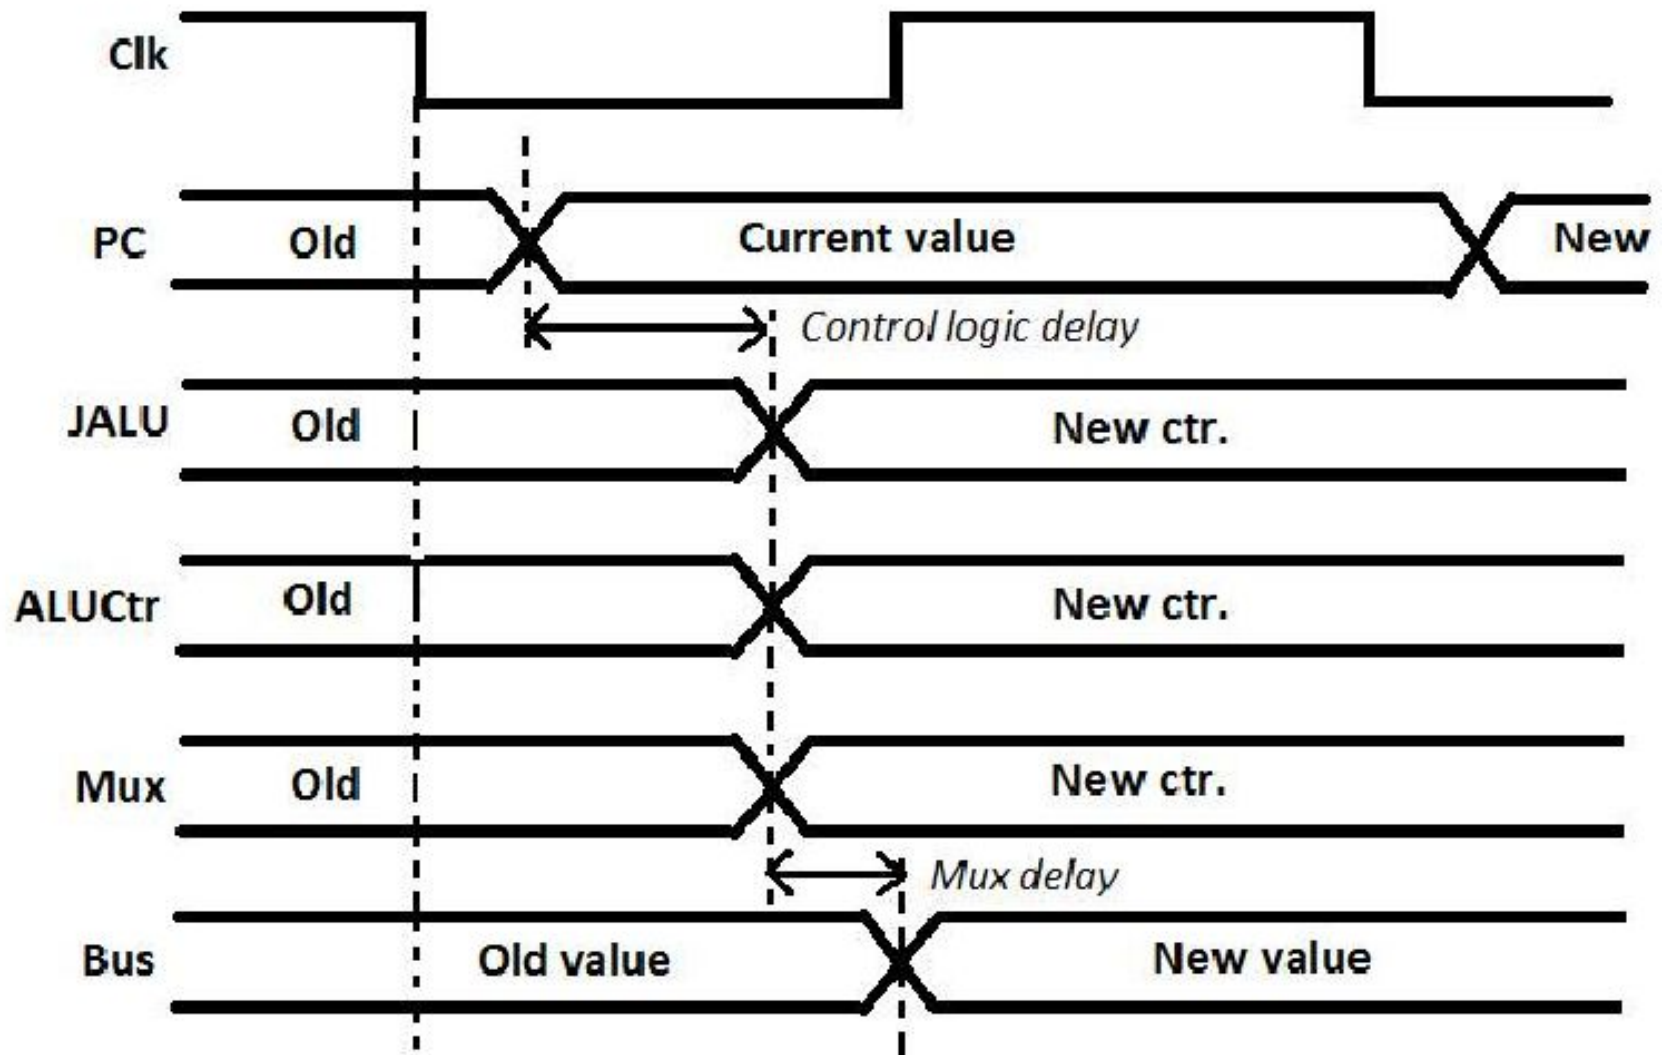 Clk
PC
Old
Current value
New
Control logic delay
JALU
Old
New ctr.
ALUCtr
Old
New ctr.
Mux
Old
New ctr.
Mux delay
Bus
Old value
New value